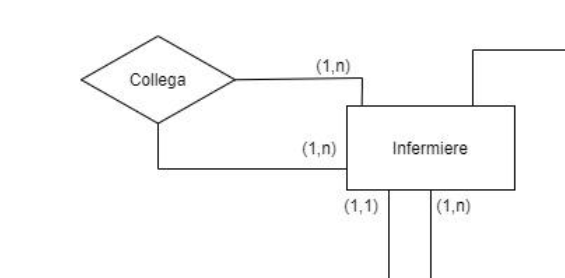 (1,n)
Collega
(1,n)
Infermiere
(1,1)
(1,n)